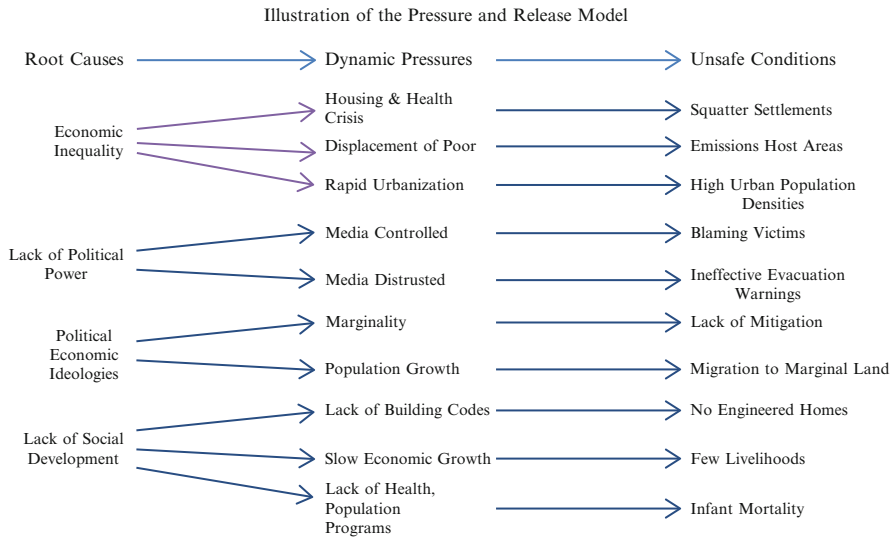 Illustration of the Pressure and Release Model
Root Causes
Dynamic Pressures
Unsafe Conditions
Economic
Inequality
Housing & Health
Crisis
Squatter Settlements
Displacement of Poor
Emissions Host Areas
Rapid Urbanization
High Urban Population
Densities
Lack of Political
Power
Media Controlled
Blaming Victims
Media Distrusted
Ineffective Evacuation
Warnings
Political
Economic
Ideologies
Marginality
Lack of Mitigation
Population Growth
Migration to Marginal Land
Lack of Social
Development
Lack of Building Codes
No Engineered Homes
Slow Economic Growth
Few Livelihoods
Lack of Health,
Population
Programs
Infant Mortality